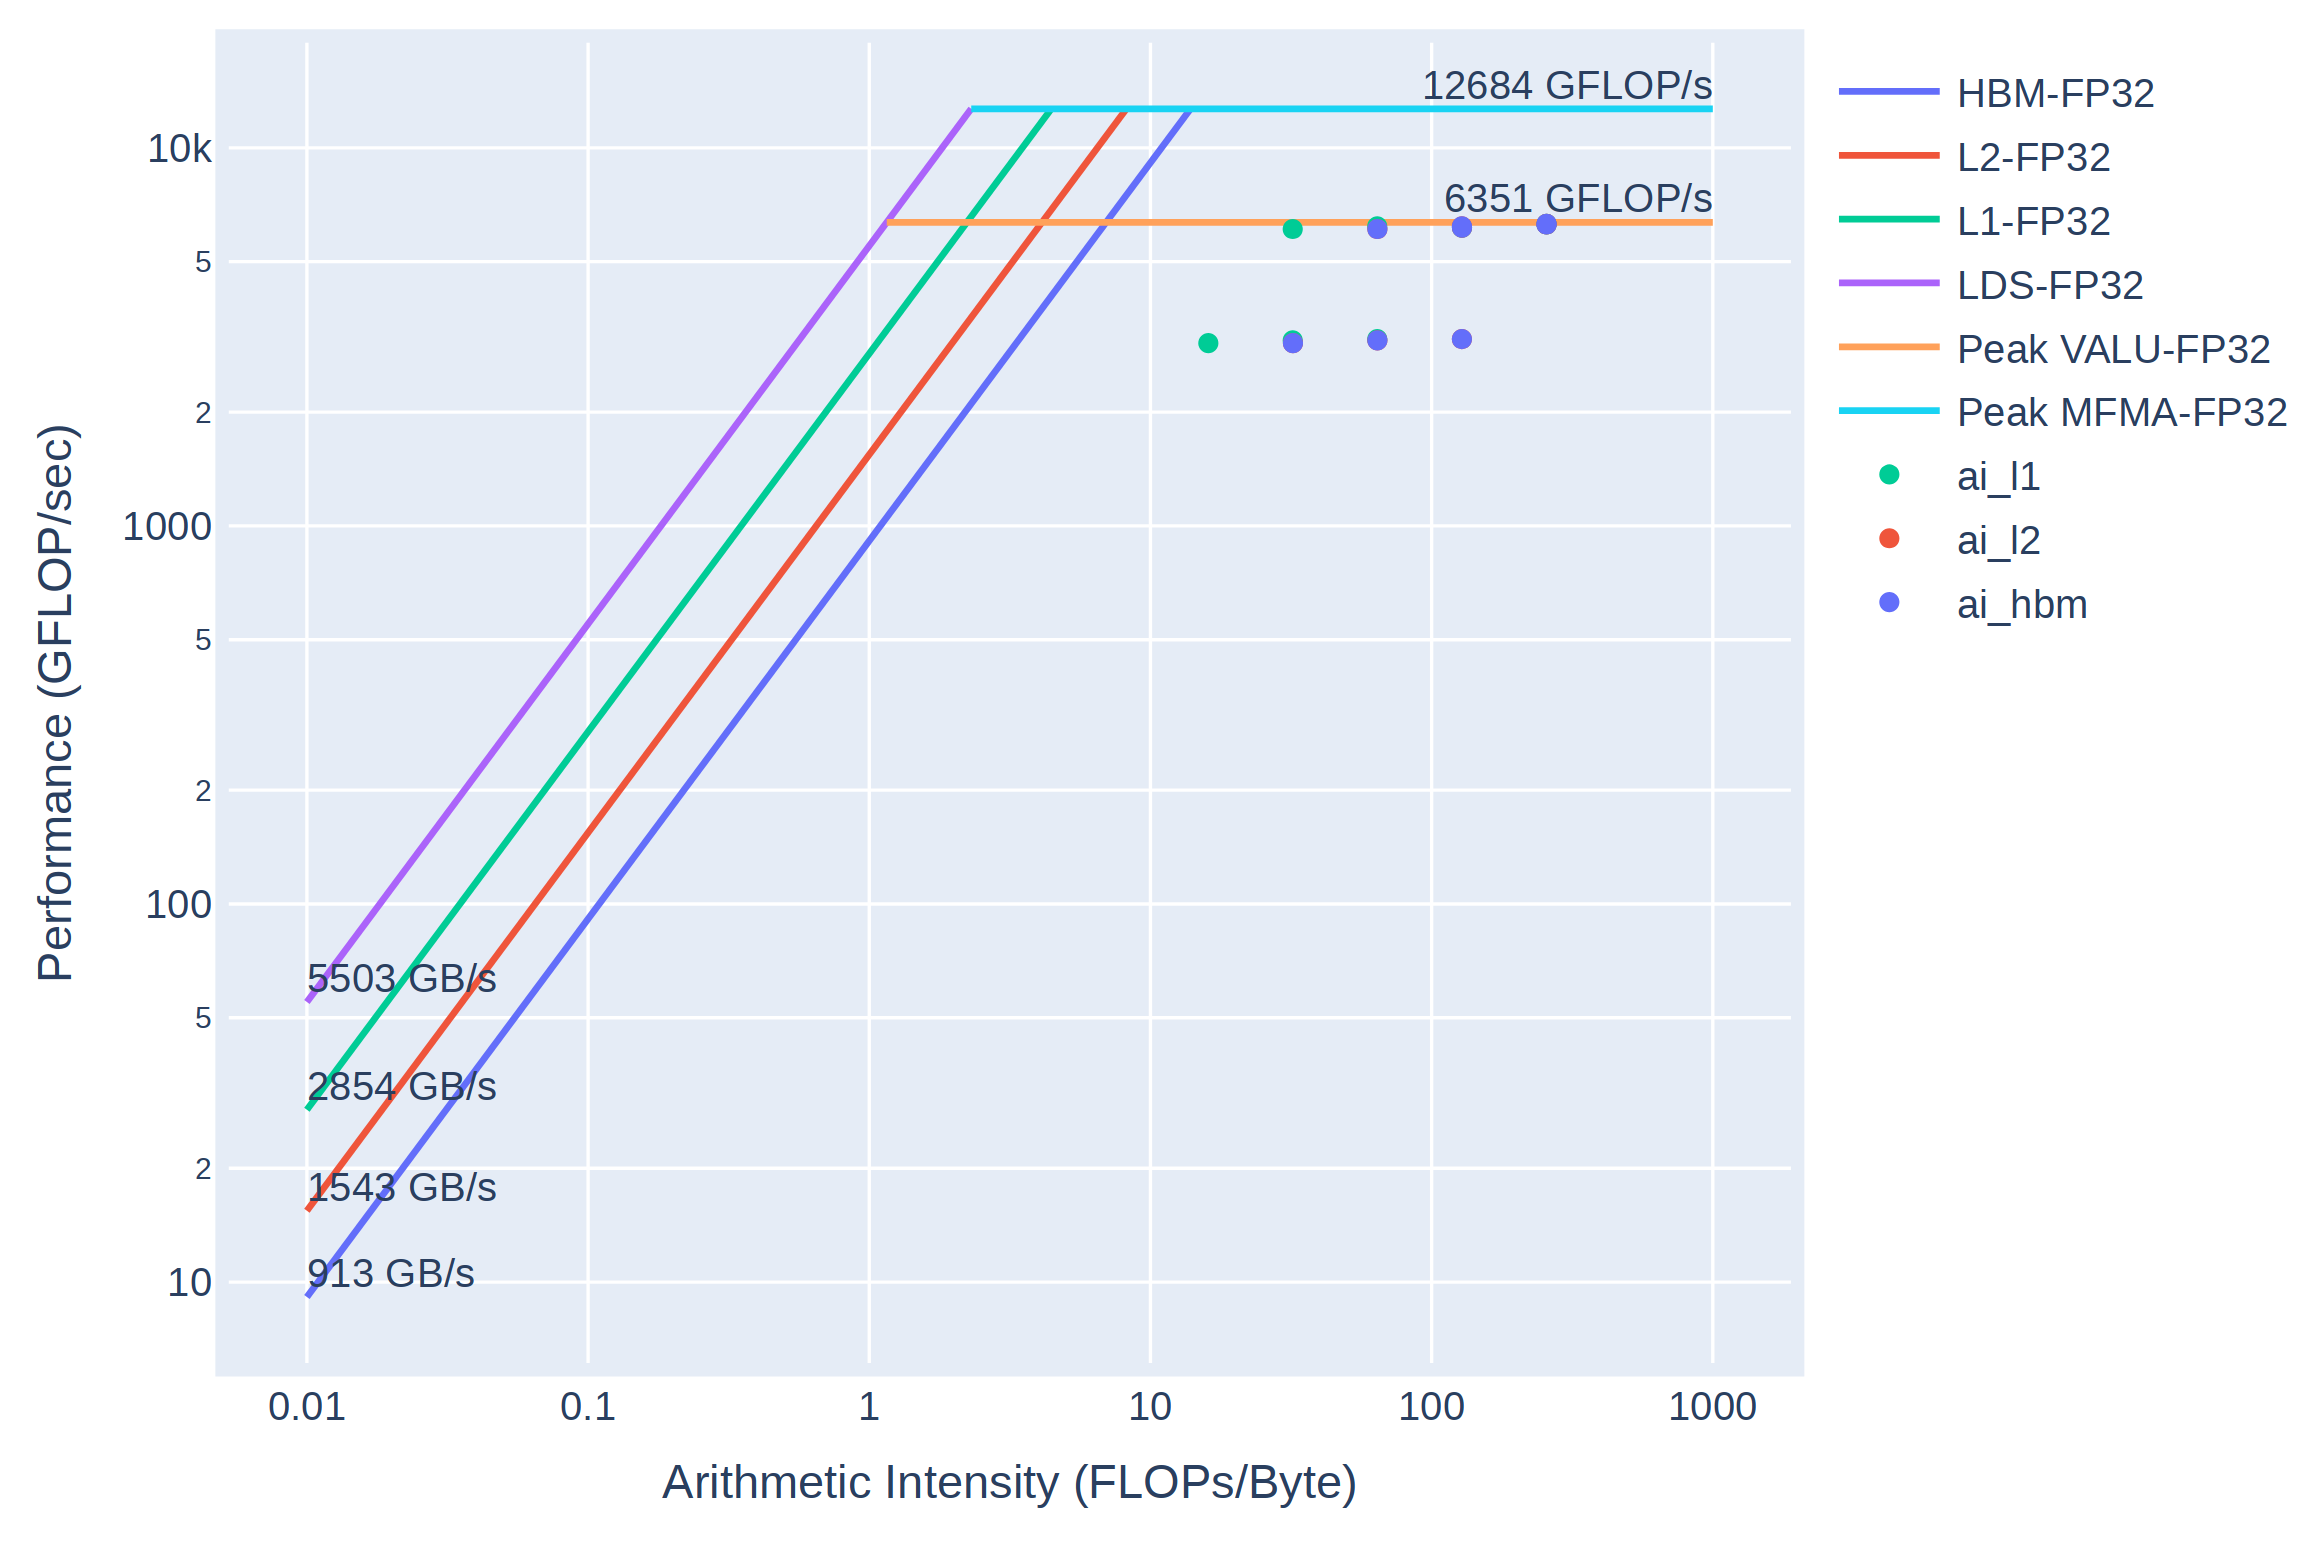 12684 GFLOP/s
6351 GFLOP/s
5503 GB/s
2854 GB/s
1543 GB/s
913 GB/s
10k
5
2
1000
5
2
100
5
2
10
0.01
0.1
1
10
100
1000
Performance (GFLOP/sec)
Arithmetic Intensity (FLOPs/Byte)
HBM-FP32
L2-FP32
L1-FP32
LDS-FP32
Peak VALU-FP32
Peak MFMA-FP32
ai_l1
ai_l2
ai_hbm